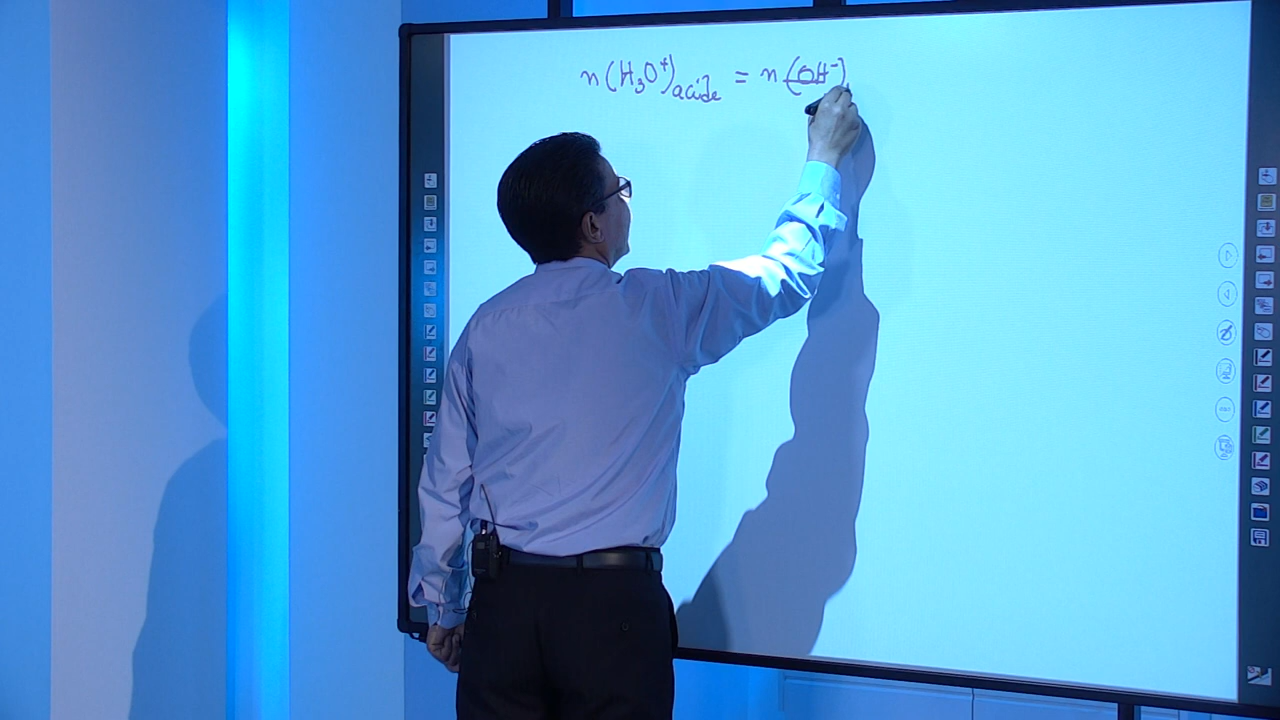 n(H₃O⁺)acide = n(OH⁻)